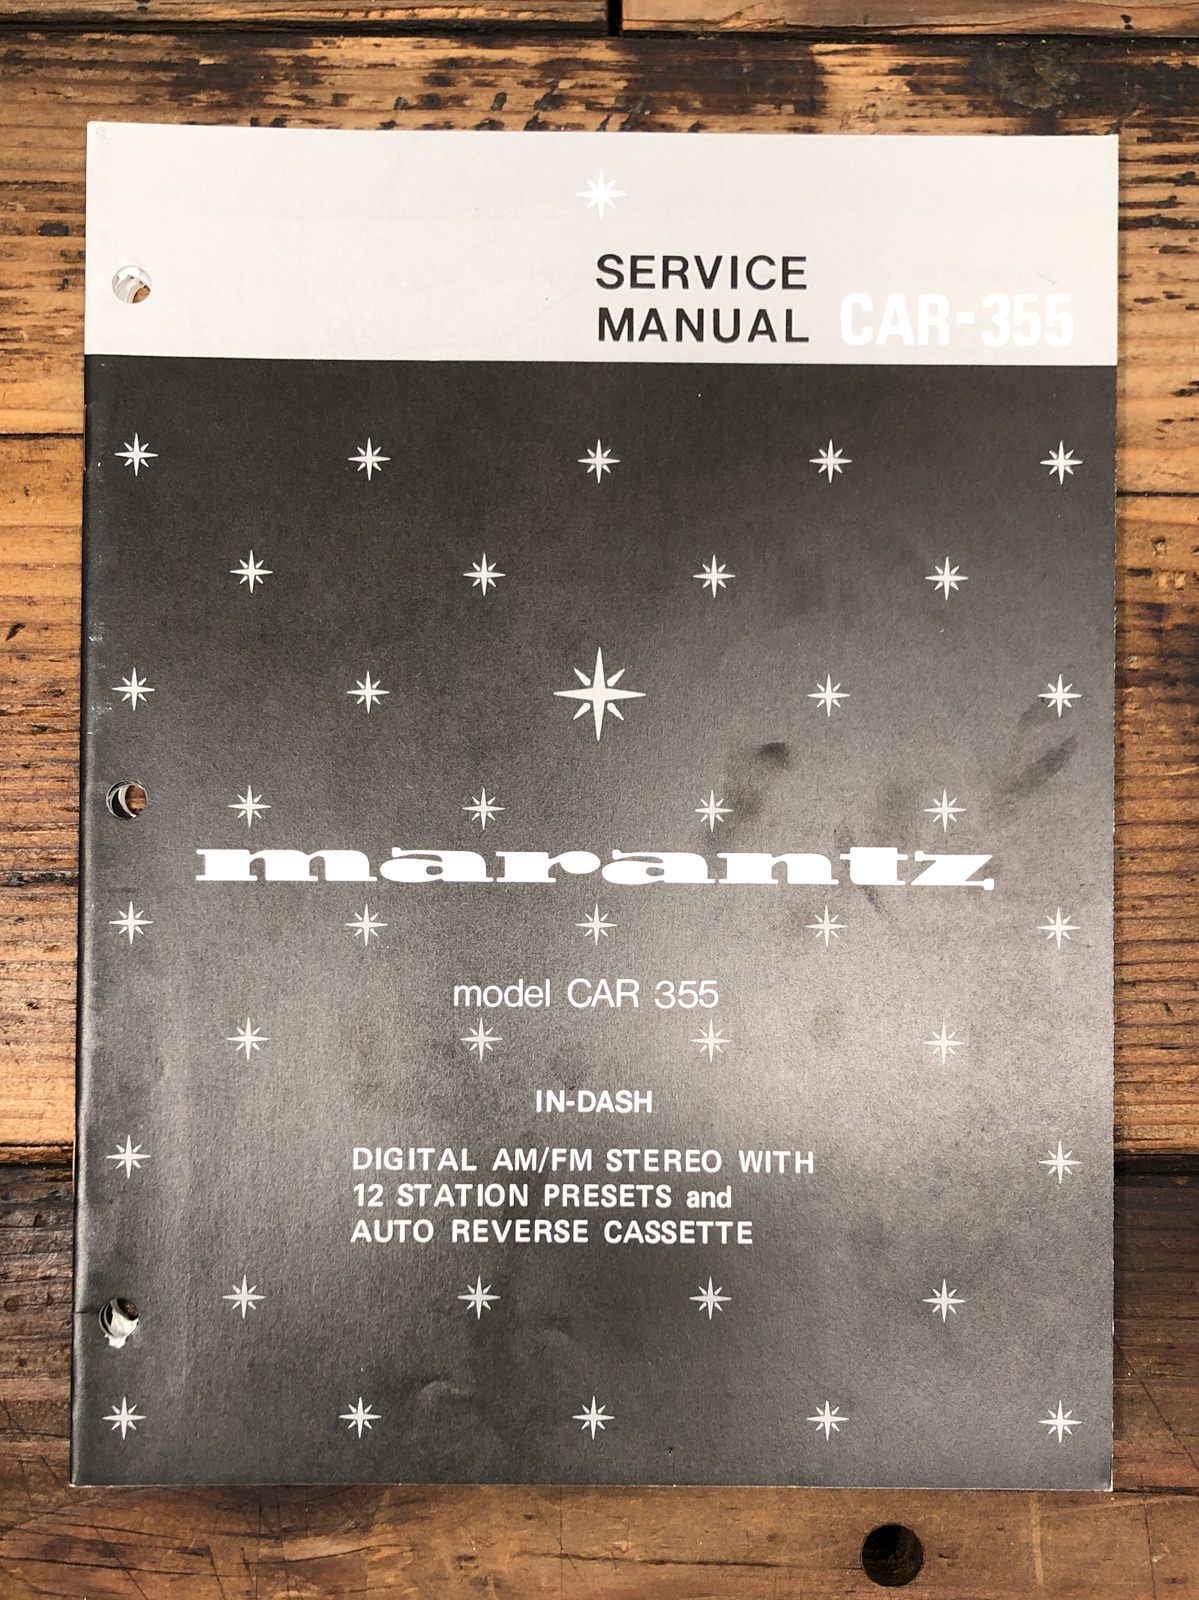 SERVICE
MANUAL CAR-355
marantz
model CAR 355
IN-DASH
DIGITAL AM/FM STEREO WITH
12 STATION PRESETS and
AUTO REVERSE CASSETTE